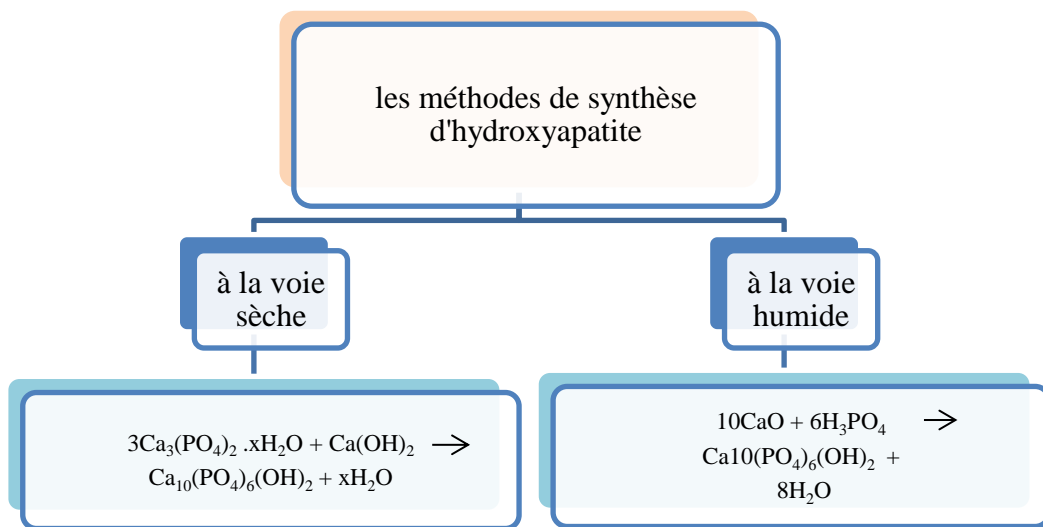 les méthodes de synthèse
d'hydroxyapatite
à la voie
sèche
à la voie
humide
3Ca₃(PO₄)₂ .xH₂O + Ca(OH)₂ →
Ca₁₀(PO₄)₆(OH)₂ + xH₂O
10CaO + 6H₃PO₄ →
Ca10(PO₄)₆(OH)₂ +
8H₂O